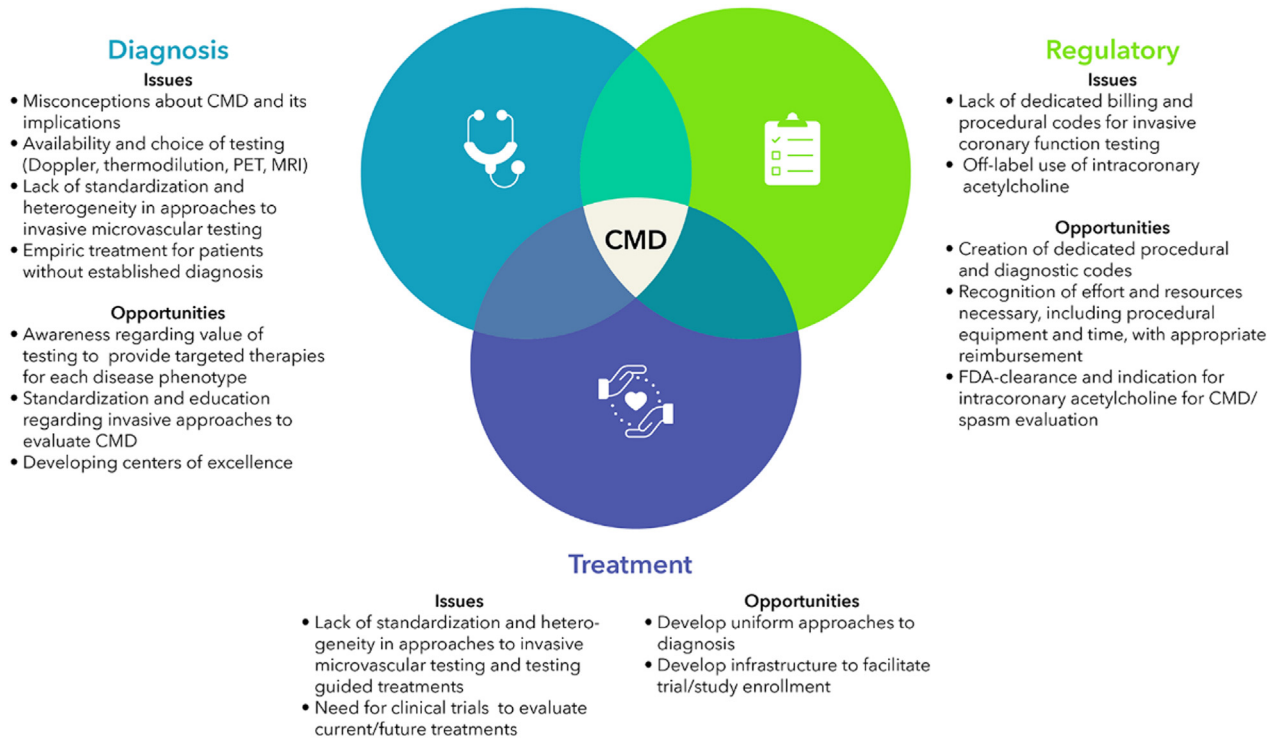 Diagnosis
Issues
• Misconceptions about CMD and its
implications
• Availability and choice of testing
(Doppler, thermodilution, PET, MRI)
• Lack of standardization and
heterogeneity in approaches to
invasive microvascular testing
• Empiric treatment for patients
without established diagnosis
Opportunities
• Awareness regarding value of
testing to provide targeted therapies
for each disease phenotype
• Standardization and education
regarding invasive approaches to
evaluate CMD
• Developing centers of excellence
CMD
Regulatory
Issues
• Lack of dedicated billing and
procedural codes for invasive
coronary function testing
• Off-label use of intracoronary
acetylcholine
Opportunities
• Creation of dedicated procedural
and diagnostic codes
• Recognition of effort and resources
necessary, including procedural
equipment and time, with appropriate
reimbursement
• FDA-clearance and indication for
intracoronary acetylcholine for CMD/
spasm evaluation
Treatment
Issues
• Lack of standardization and hetero-
geneity in approaches to invasive
microvascular testing and testing
guided treatments
• Need for clinical trials to evaluate
current/future treatments
Opportunities
• Develop uniform approaches to
diagnosis
• Develop infrastructure to facilitate
trial/study enrollment